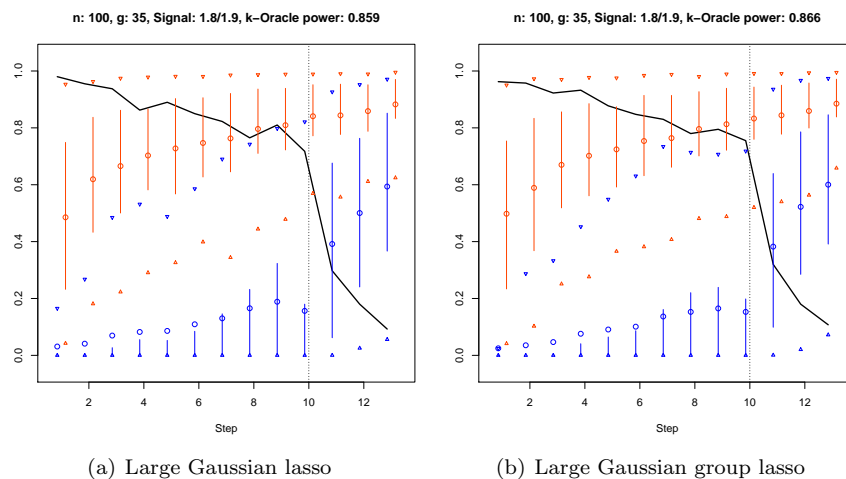 n: 100, g: 35, Signal: 1.8/1.9, k−Oracle power: 0.859
1.0
0.8
0.6
0.4
0.2
0.0
2 4 6 8 10 12
Step
(a) Large Gaussian lasso
n: 100, g: 35, Signal: 1.8/1.9, k−Oracle power: 0.866
1.0
0.8
0.6
0.4
0.2
0.0
2 4 6 8 10 12
Step
(b) Large Gaussian group lasso